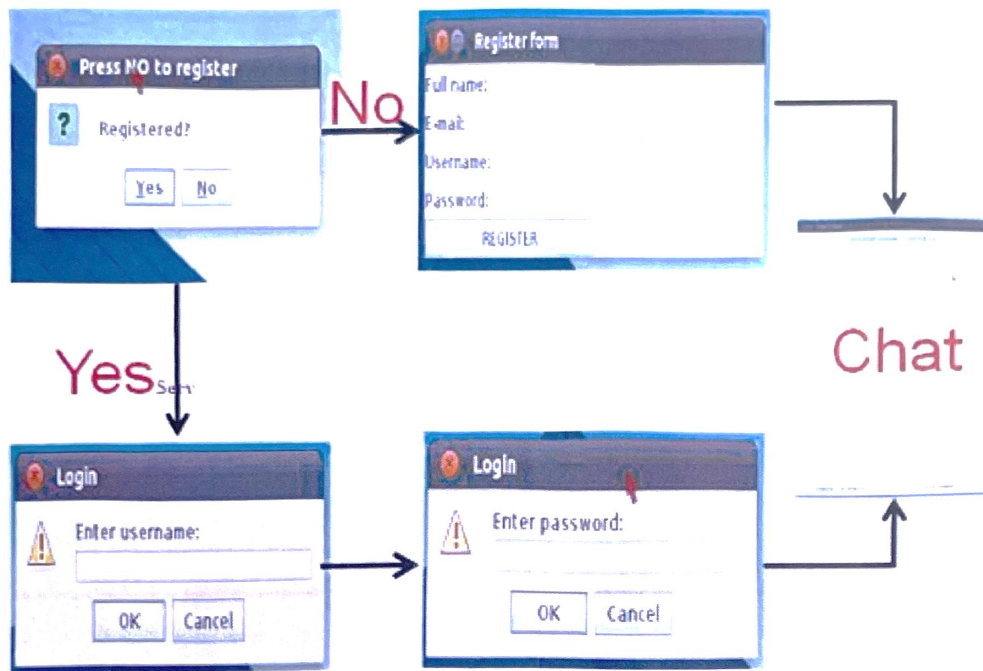 Press NO to register
Registered?
Yes
No
No
Register form
Full name:
E-mail:
Username:
Password:
REGISTER
Yes
Chat
Login
Enter username:
OK
Cancel
Login
Enter password:
OK
Cancel